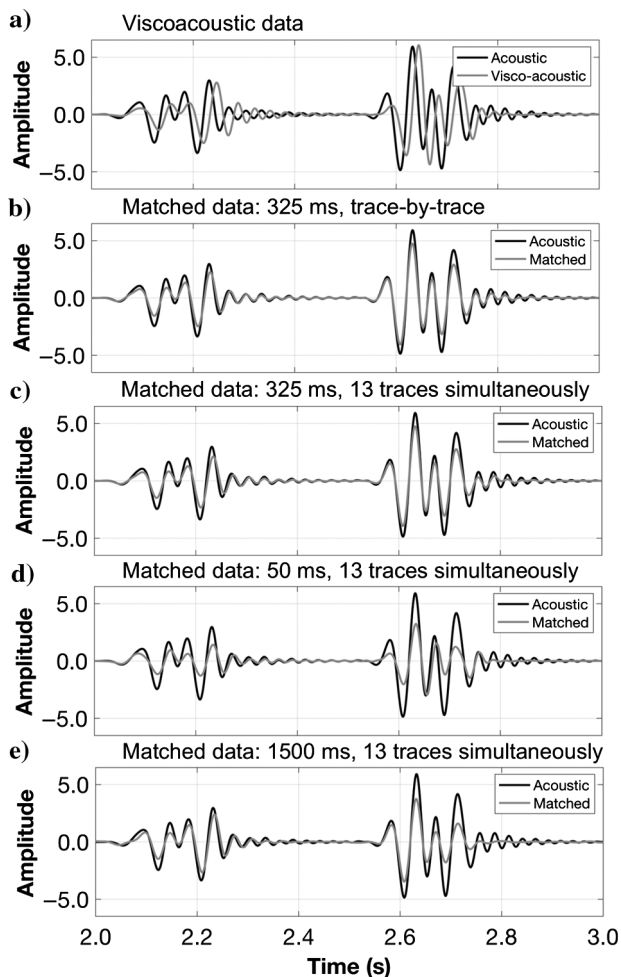 a) Viscoacoustic data
5.0
0.0
−5.0
Amplitude
Acoustic
Visco-acoustic
b) Matched data: 325 ms, trace-by-trace
5.0
0.0
−5.0
Amplitude
Acoustic
Matched
c) Matched data: 325 ms, 13 traces simultaneously
5.0
0.0
−5.0
Amplitude
Acoustic
Matched
d) Matched data: 50 ms, 13 traces simultaneously
5.0
0.0
−5.0
Amplitude
Acoustic
Matched
e) Matched data: 1500 ms, 13 traces simultaneously
5.0
0.0
−5.0
Amplitude
Acoustic
Matched
2.0 2.2 2.4 2.6 2.8 3.0
Time (s)